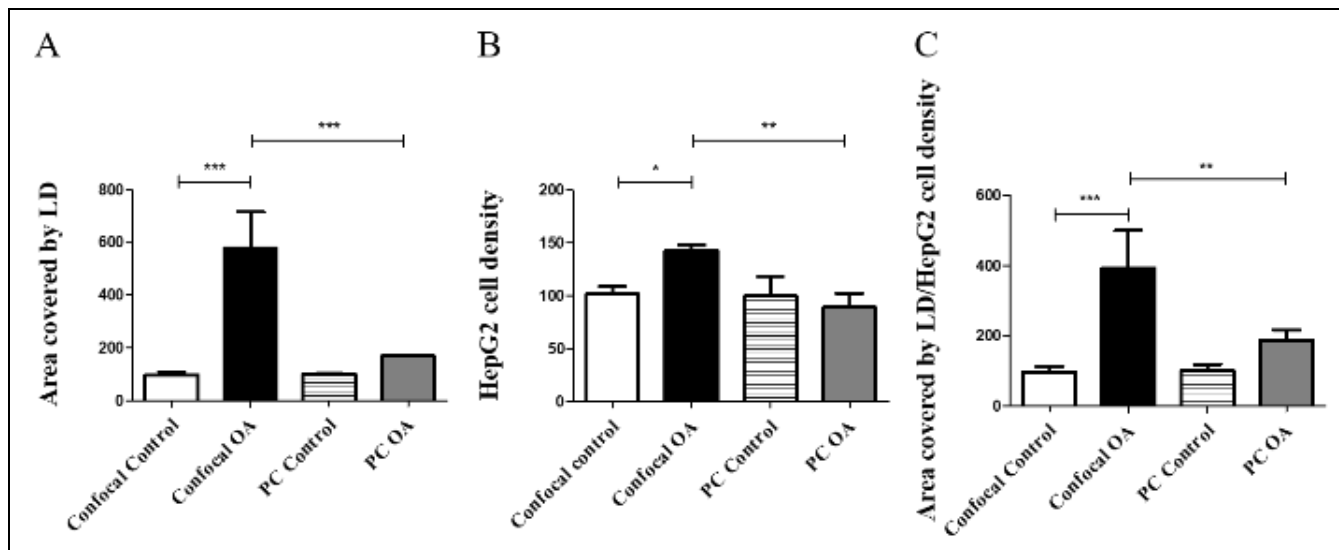 A
Area covered by LD
800
600
400
200
0
***
***
Confocal Control
Confocal OA
PC Control
PC OA
B
HepG2 cell density
200
150
100
50
0
*
**
Confocal control
Confocal OA
PC Control
PC OA
C
Area covered by LD/HepG2 cell density
600
400
200
0
***
**
Confocal Control
Confocal OA
PC Control
PC OA